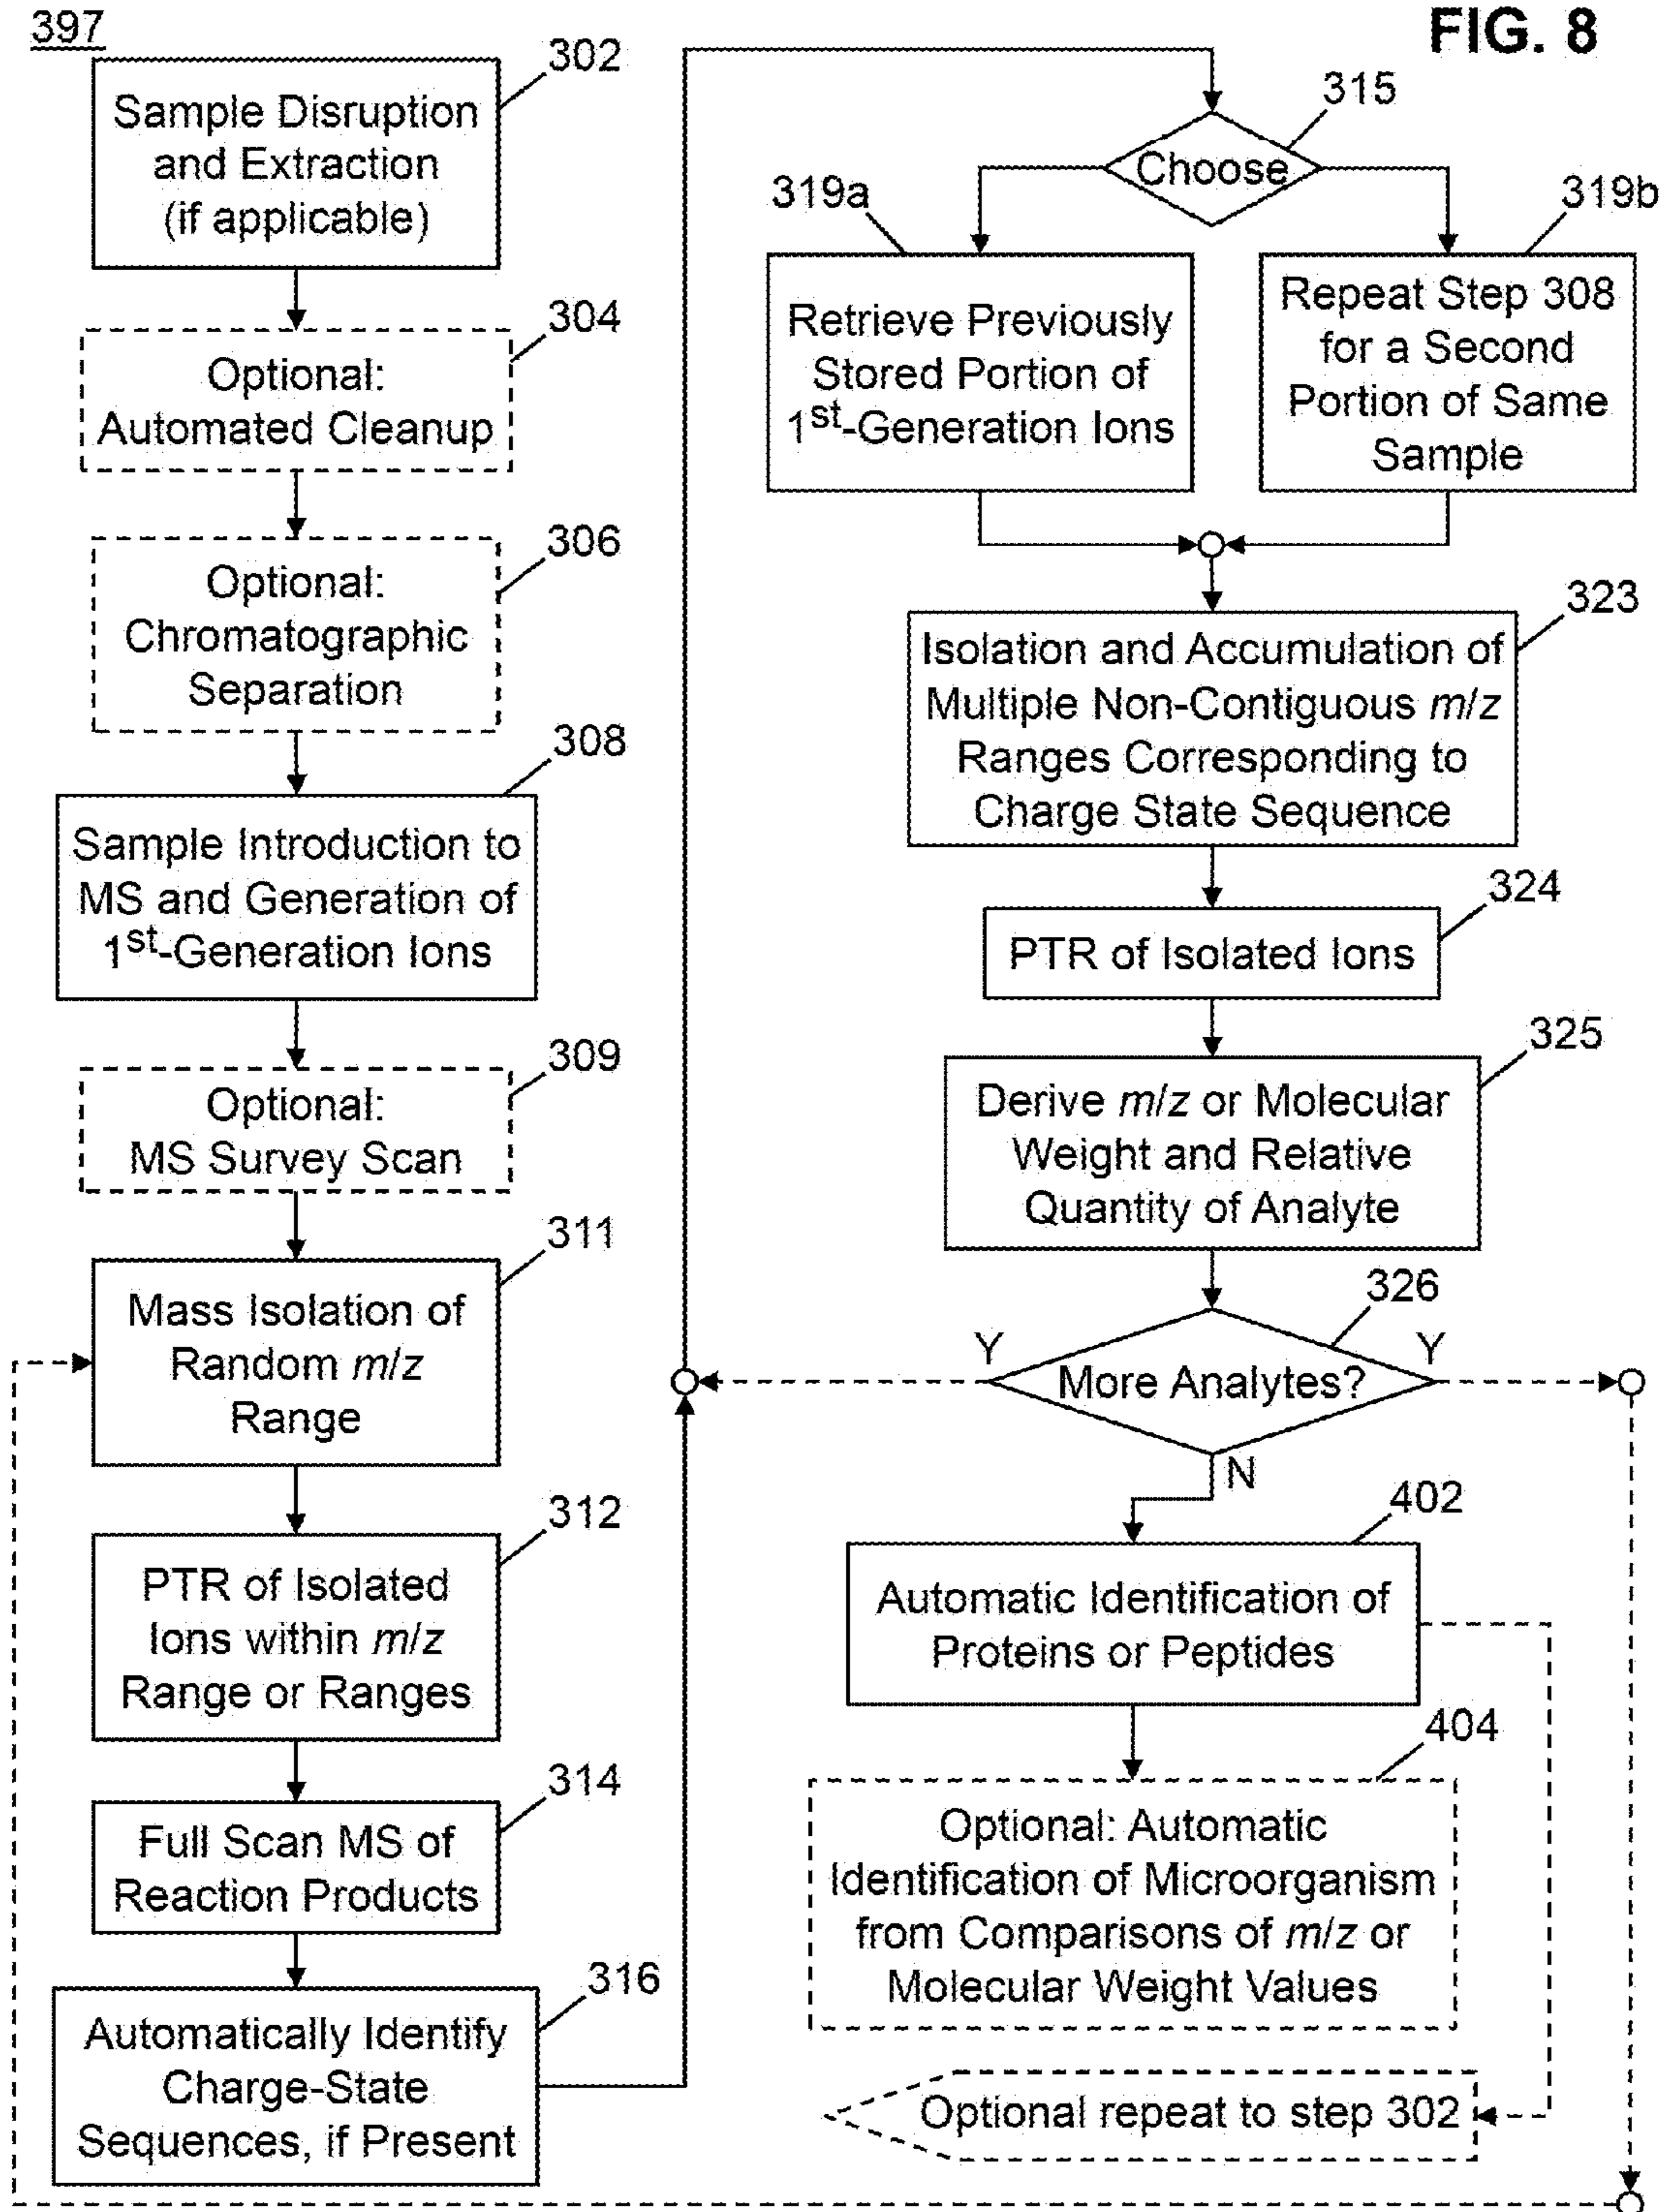 397
FIG. 8
302
Sample Disruption
and Extraction
(if applicable)
304
Optional:
Automated Cleanup
306
Optional:
Chromatographic
Separation
308
Sample Introduction to
MS and Generation of
1st-Generation Ions
309
Optional:
MS Survey Scan
311
Mass Isolation of
Random m/z
Range
312
PTR of Isolated
Ions within m/z
Range or Ranges
314
Full Scan MS of
Reaction Products
316
Automatically Identify
Charge-State
Sequences, if Present
315
Choose
319a
Retrieve Previously
Stored Portion of
1st-Generation Ions
319b
Repeat Step 308
for a Second
Portion of Same
Sample
323
Isolation and Accumulation of
Multiple Non-Contiguous m/z
Ranges Corresponding to
Charge State Sequence
324
PTR of Isolated Ions
325
Derive m/z or Molecular
Weight and Relative
Quantity of Analyte
326
Y
More Analytes?
Y
N
402
Automatic Identification of
Proteins or Peptides
404
Optional: Automatic
Identification of Microorganism
from Comparisons of m/z or
Molecular Weight Values
Optional repeat to step 302